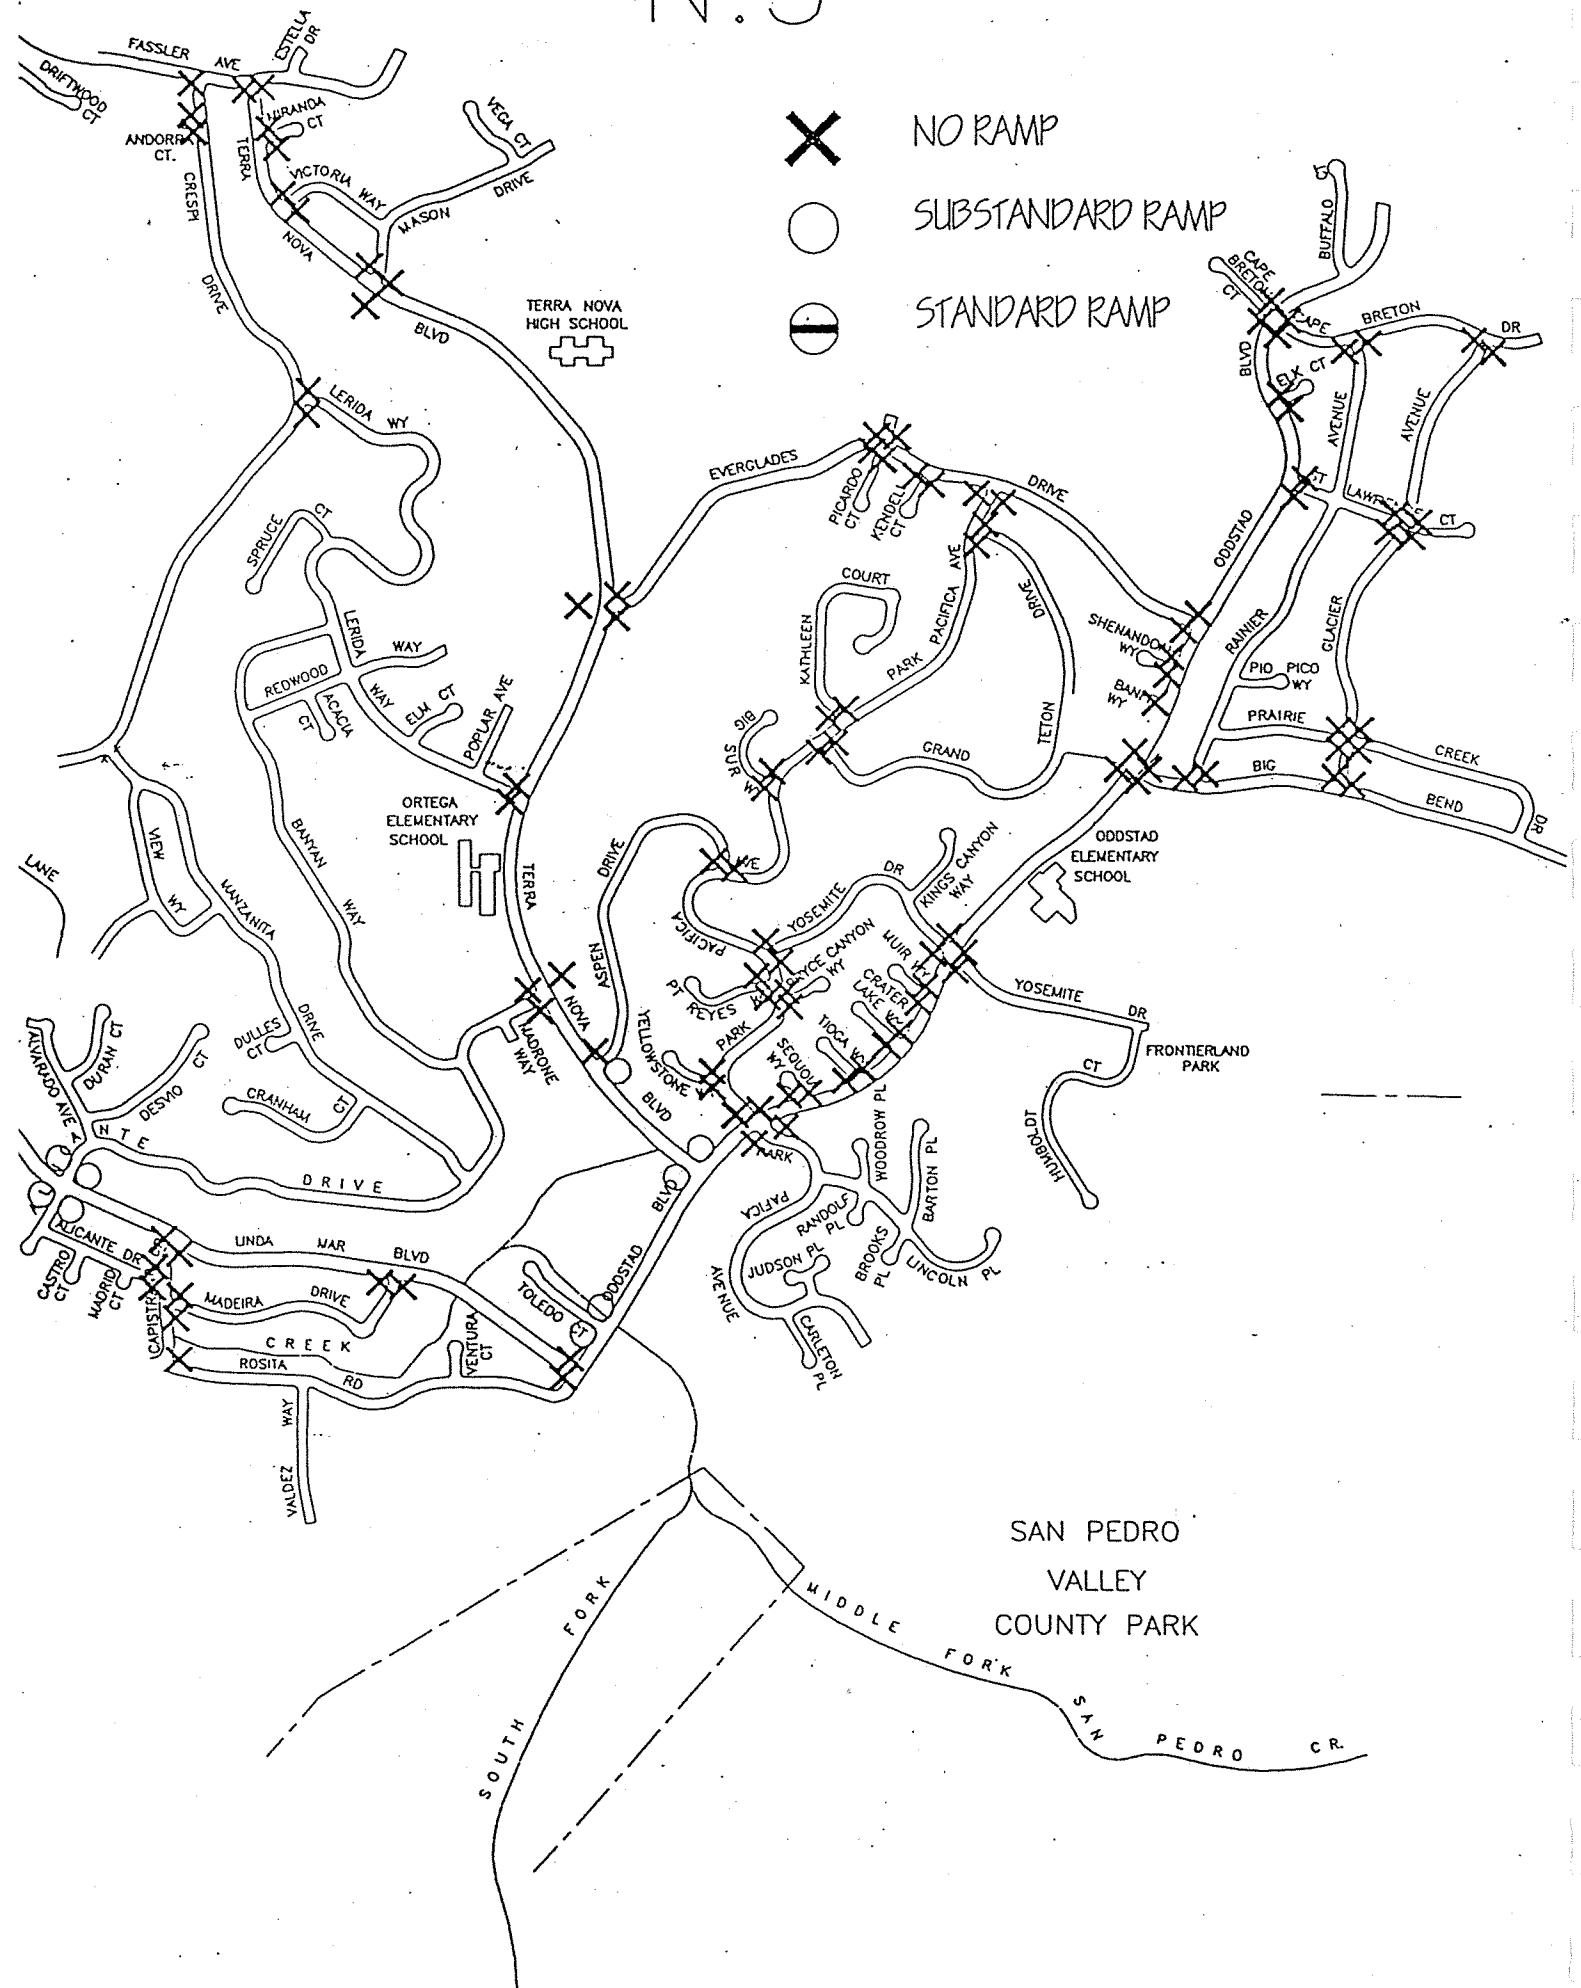 N.5
NO RAMP
SUBSTANDARD RAMP
STANDARD RAMP
FASSLER AVE
ESTELLA DR
DRIFTWOOD CT
MIRANDA CT
ANDORRA CT.
VEGA CT
TERRA
VICTORIA WAY
MASON DRIVE
CRESPI
NOVA
DRIVE
BLVD
TERRA NOVA
HIGH SCHOOL
BUFFALO CT
CAPE BRETON CT
CAPE BRETON DR
BLVD
ELK CT
AVENUE
AVENUE
LERIDA WY
EVERGLADES DRIVE
PICARDO CT
KENDELL CT
CT
CT
SPRUCE CT
ODDSTAD
COURT
KATHLEEN
PARK PACIFICA AVE
DRIVE
SHENANDOAH WY
RAINIER
GLACIER
LERIDA WAY
WAY
REDWOOD CT
ACACIA
ELM CT
POPLAR AVE
BANFF WY
PIO PICO WY
PRAIRIE CREEK DR
BIG SUR WY
GRAND TETON
BIG BEND
ORTEGA
ELEMENTARY
SCHOOL
ODDSTAD
ELEMENTARY
SCHOOL
BANYAN WAY
VIEW WY
LANE
MANZANITA DRIVE
TERRA
ASPEN DRIVE
AVE
PACIFICA
YOSEMITE DR
KINGS CANYON WAY
BRYCE CANYON WY
MUIR WY
CRATER LAKE WY
PT REYES
YOSEMITE DR
NOVA
MADRONE WAY
YELLOWSTONE
PARK
TIOGA WY
SEQUOIA WY
FRONTIERLAND
PARK
CT
HUMBOLDT
ALVARADO AVE
DURAN CT
DESVIO CT
DULLES CT
CRANHAM CT
BLVD
A N T E
D R I V E
PARK
PAFICA
AVENUE
WOODROW PL
BARTON PL
RANDOLF PL
BROOKS PL
LINCOLN PL
JUDSON PL
CARLETON PL
BLVD
ODDSTAD
ALICANTE DR
CASTRO CT
MADRID CT
LINDA MAR BLVD
CAPISTRA
MADEIRA DRIVE
C R E E K
TOLEDO CT
VENTURA CT
ROSITA RD
VALDEZ WAY
SAN PEDRO
VALLEY
COUNTY PARK
SOUTH FORK
MIDDLE FORK SAN PEDRO CR.